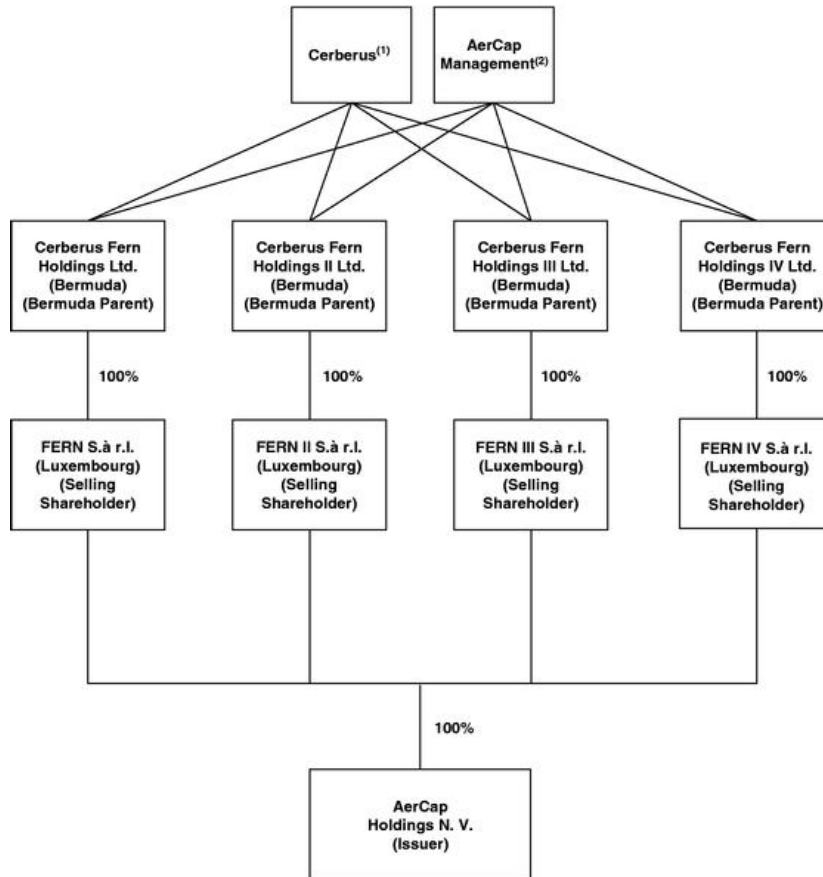 Cerberus(1)
AerCap
Management(2)
Cerberus Fern
Holdings Ltd.
(Bermuda)
(Bermuda Parent)
Cerberus Fern
Holdings II Ltd.
(Bermuda)
(Bermuda Parent)
Cerberus Fern
Holdings III Ltd.
(Bermuda)
(Bermuda Parent)
Cerberus Fern
Holdings IV Ltd.
(Bermuda)
(Bermuda Parent)
100%
100%
100%
100%
FERN S.à r.l.
(Luxembourg)
(Selling
Shareholder)
FERN II S.à r.l.
(Luxembourg)
(Selling
Shareholder)
FERN III S.à r.l.
(Luxembourg)
(Selling
Shareholder)
FERN IV S.à r.l.
(Luxembourg)
(Selling
Shareholder)
100%
AerCap
Holdings N. V.
(Issuer)